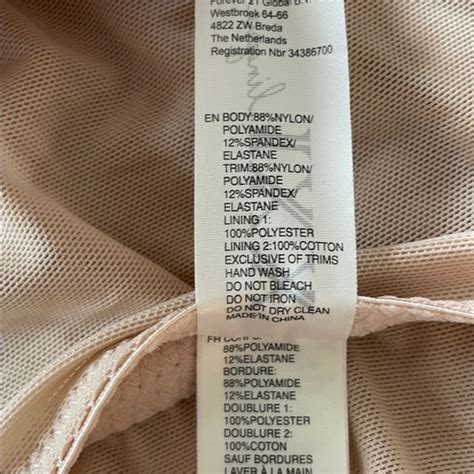 Forever 21 Global B.V.
Westbroek 64-66
4822 ZW Breda
The Netherlands
Registration Nbr 34386700
EN BODY:88%NYLON/
POLYAMIDE
12%SPANDEX/
ELASTANE
TRIM:88%NYLON/
POLYAMIDE
12%SPANDEX/
ELASTANE
LINING 1:
100%POLYESTER
LINING 2:100%COTTON
EXCLUSIVE OF TRIMS
HAND WASH
DO NOT BLEACH
DO NOT IRON
DO NOT DRY CLEAN
MADE IN CHINA
FR CORPS:
88%POLYAMIDE
12%ELASTANE
BORDURE:
88%POLYAMIDE
12%ELASTANE
DOUBLURE 1:
100%POLYESTER
DOUBLURE 2:
100%COTON
SAUF BORDURES
LAVER À LA MAIN